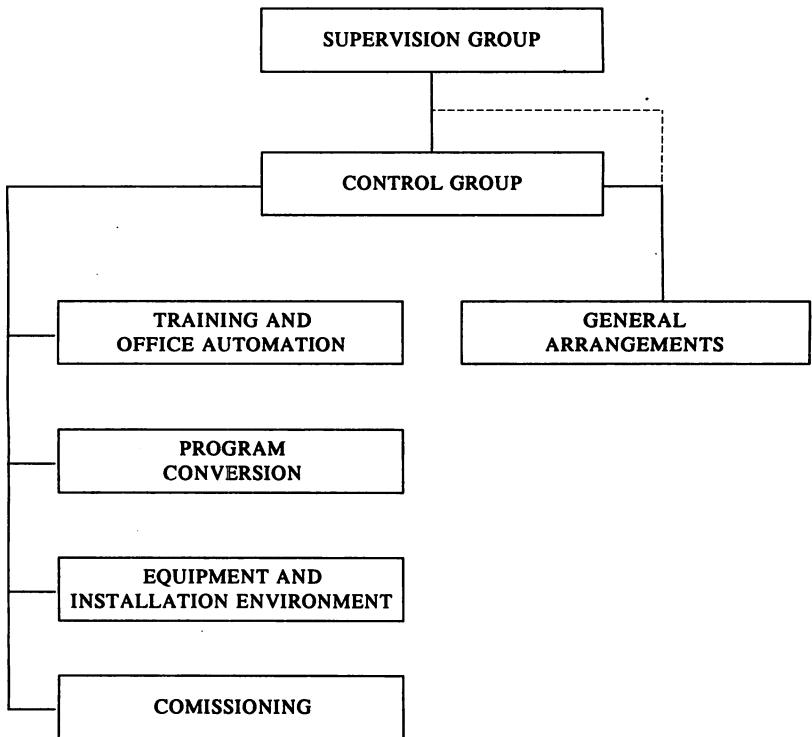 SUPERVISION GROUP
CONTROL GROUP
TRAINING AND
OFFICE AUTOMATION
GENERAL
ARRANGEMENTS
PROGRAM
CONVERSION
EQUIPMENT AND
INSTALLATION ENVIRONMENT
COMISSIONING